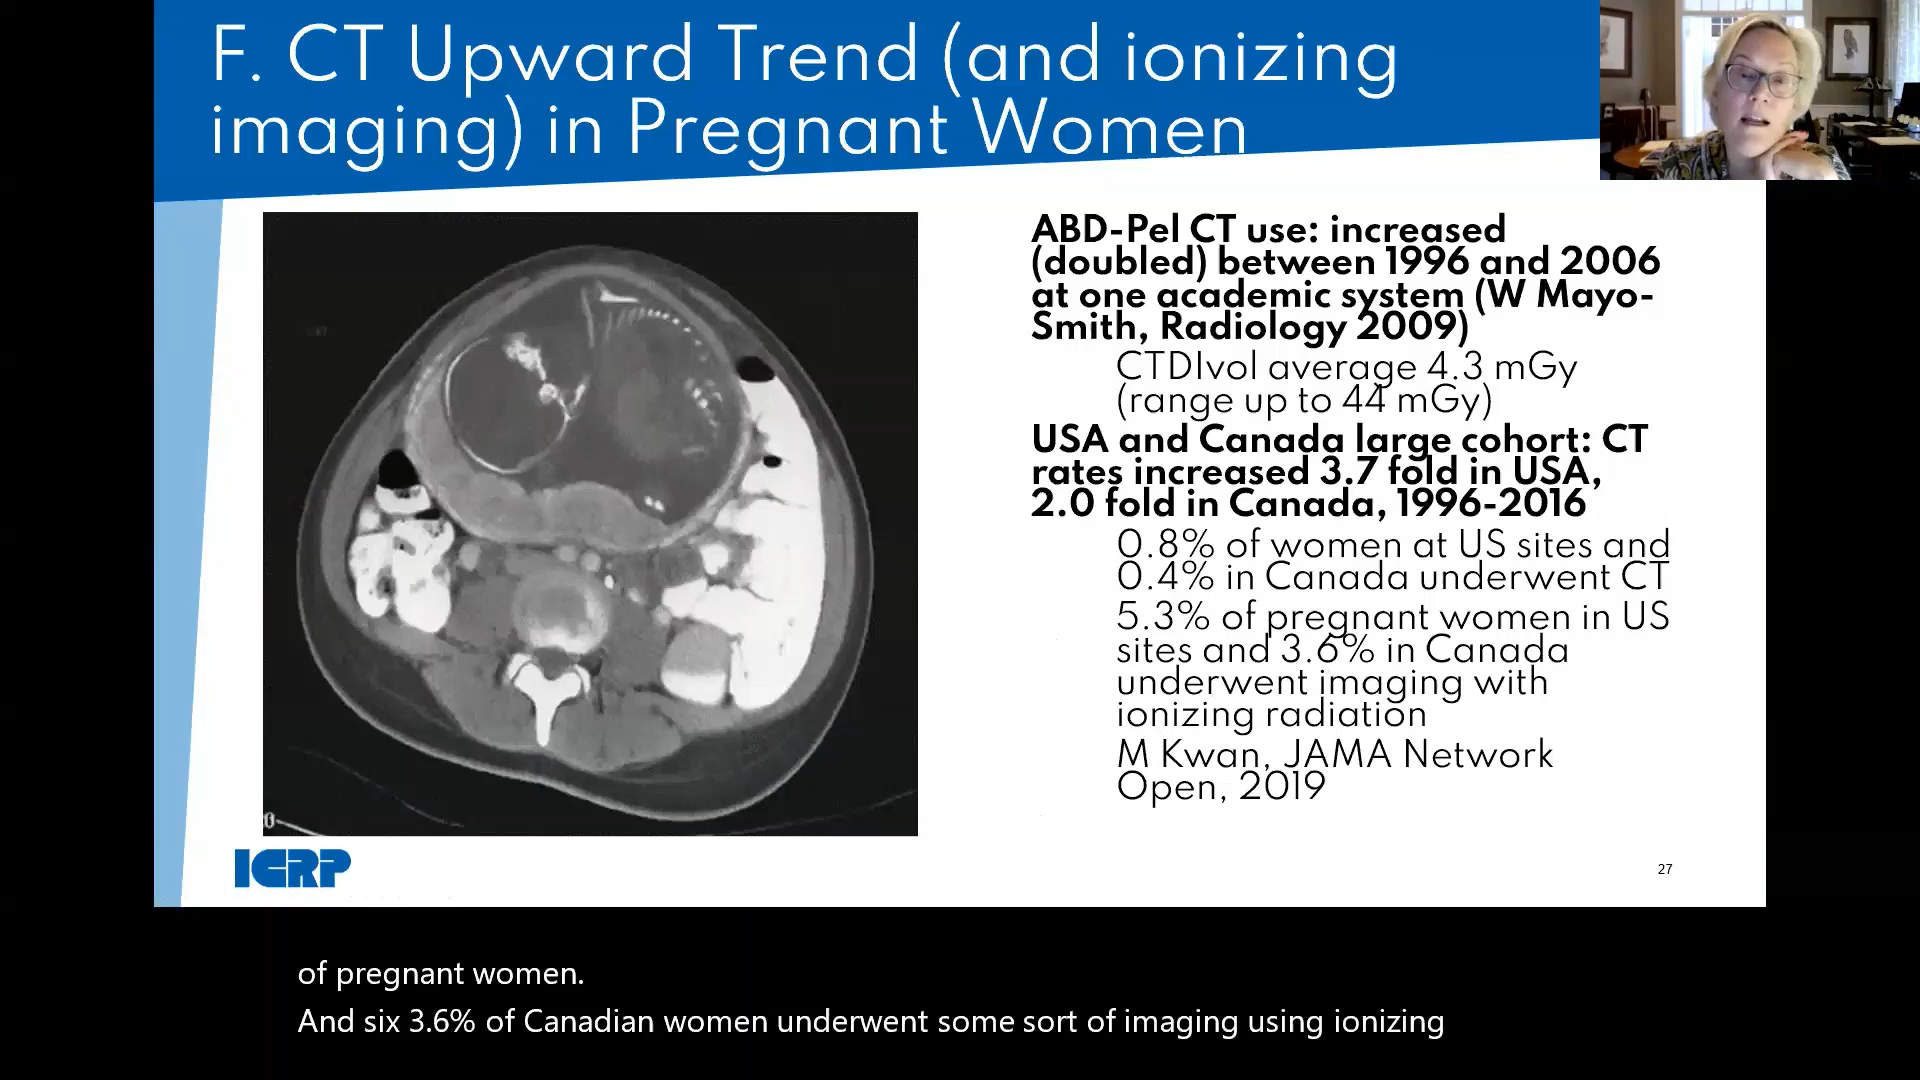 F. CT Upward Trend (and ionizing
imaging) in Pregnant Women
ABD-Pel CT use: increased
(doubled) between 1996 and 2006
at one academic system (W Mayo-
Smith, Radiology 2009)
CTDIvol average 4.3 mGy
(range up to 44 mGy)
USA and Canada large cohort: CT
rates increased 3.7 fold in USA,
2.0 fold in Canada, 1996-2016
0.8% of women at US sites and
0.4% in Canada underwent CT
5.3% of pregnant women in US
sites and 3.6% in Canada
underwent imaging with
ionizing radiation
M Kwan, JAMA Network
Open, 2019
ICRP
27
of pregnant women.
And six 3.6% of Canadian women underwent some sort of imaging using ionizing